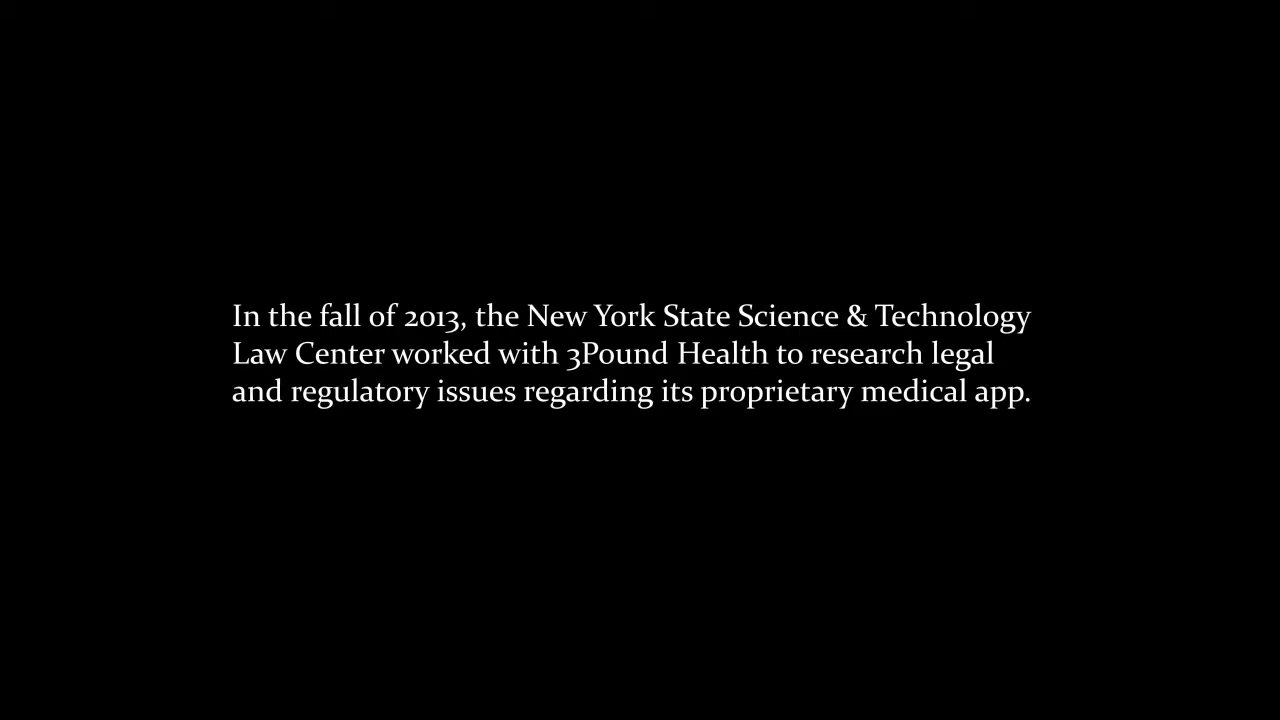 In the fall of 2013, the New York State Science & Technology
Law Center worked with 3Pound Health to research legal
and regulatory issues regarding its proprietary medical app.